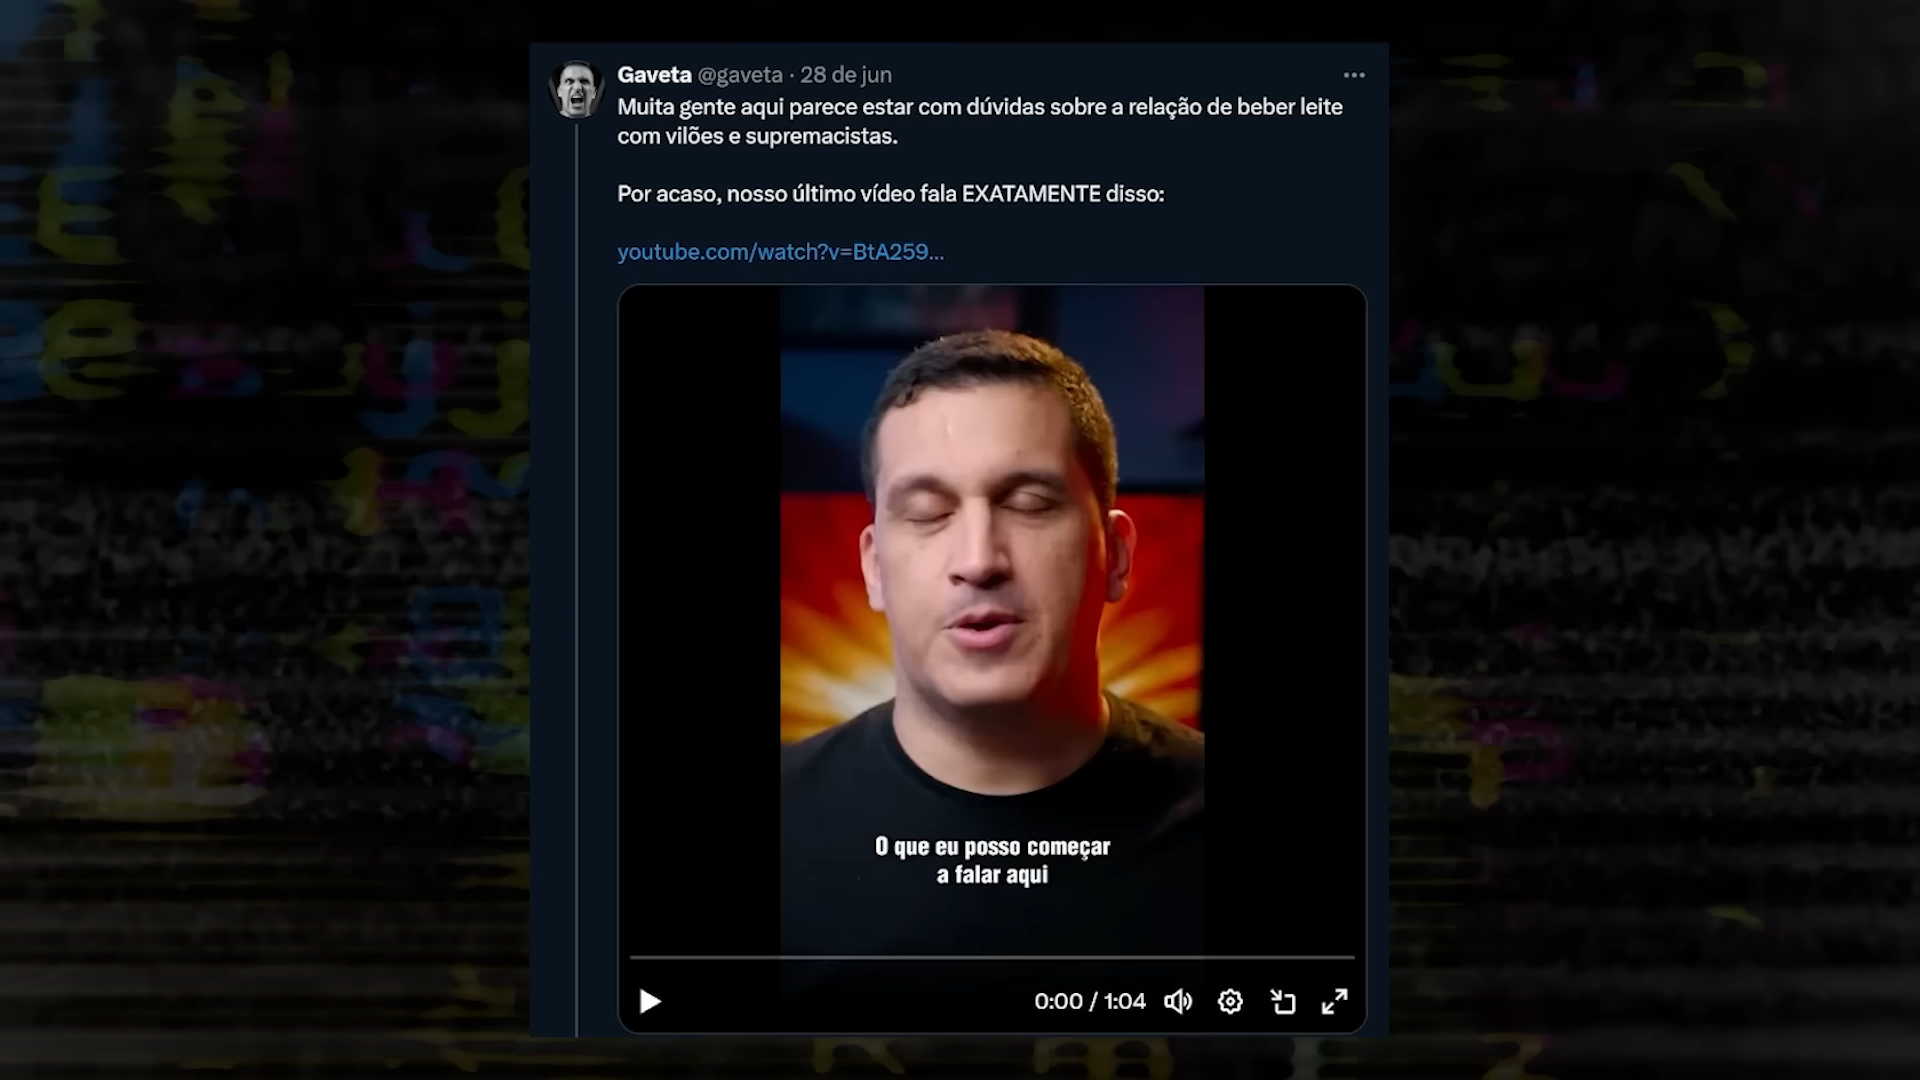 Gaveta @gaveta · 28 de jun
Muita gente aqui parece estar com dúvidas sobre a relação de beber leite
com vilões e supremacistas.
Por acaso, nosso último vídeo fala EXATAMENTE disso:
youtube.com/watch?v=BtA259...
O que eu posso começar
a falar aqui
0:00 / 1:04